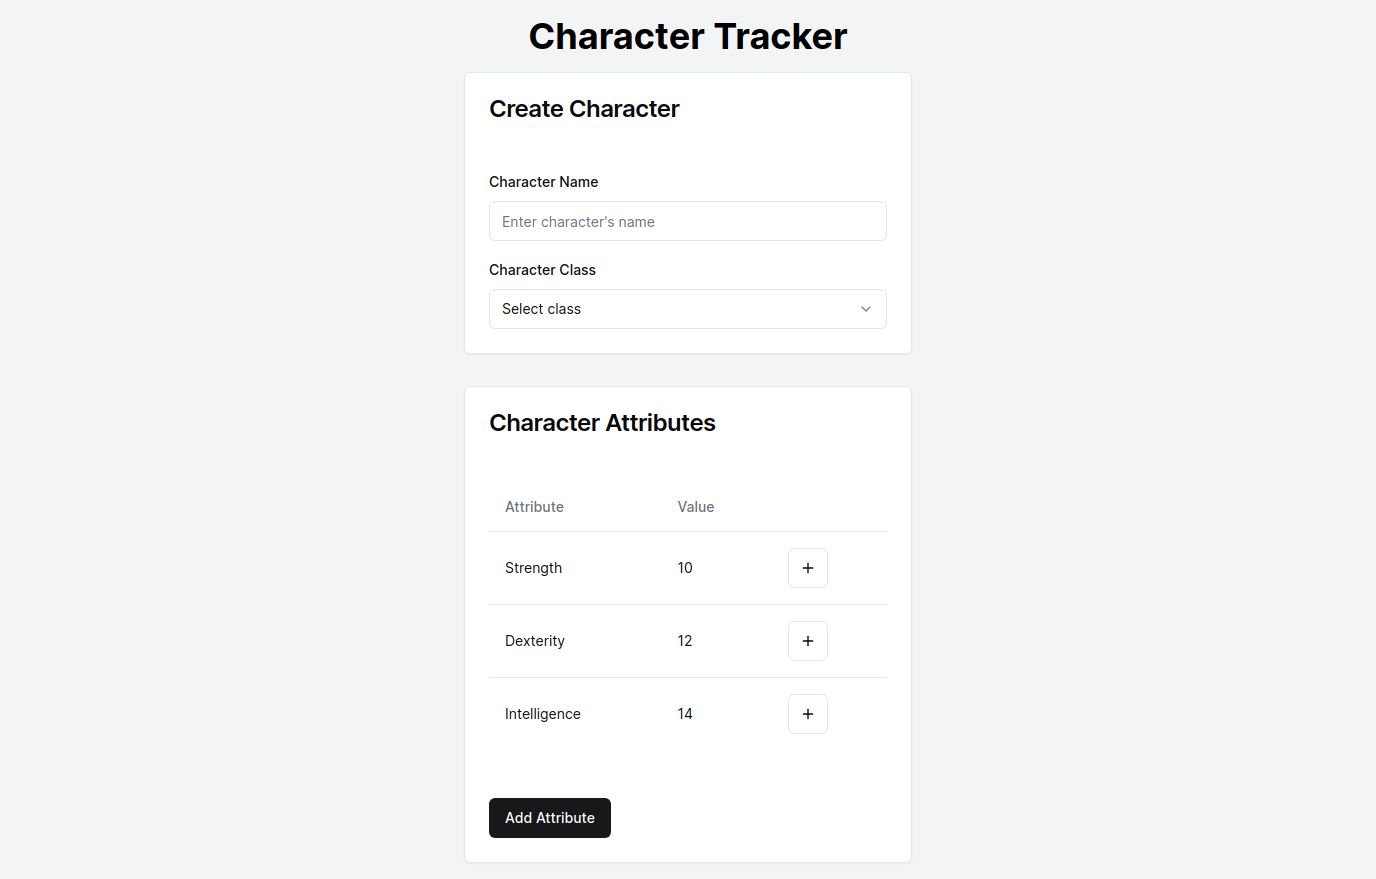 Character Tracker
Create Character
Character Name
Enter character's name
Character Class
Select class
Character Attributes
Attribute Value
Strength 10 +
Dexterity 12 +
Intelligence 14 +
Add Attribute